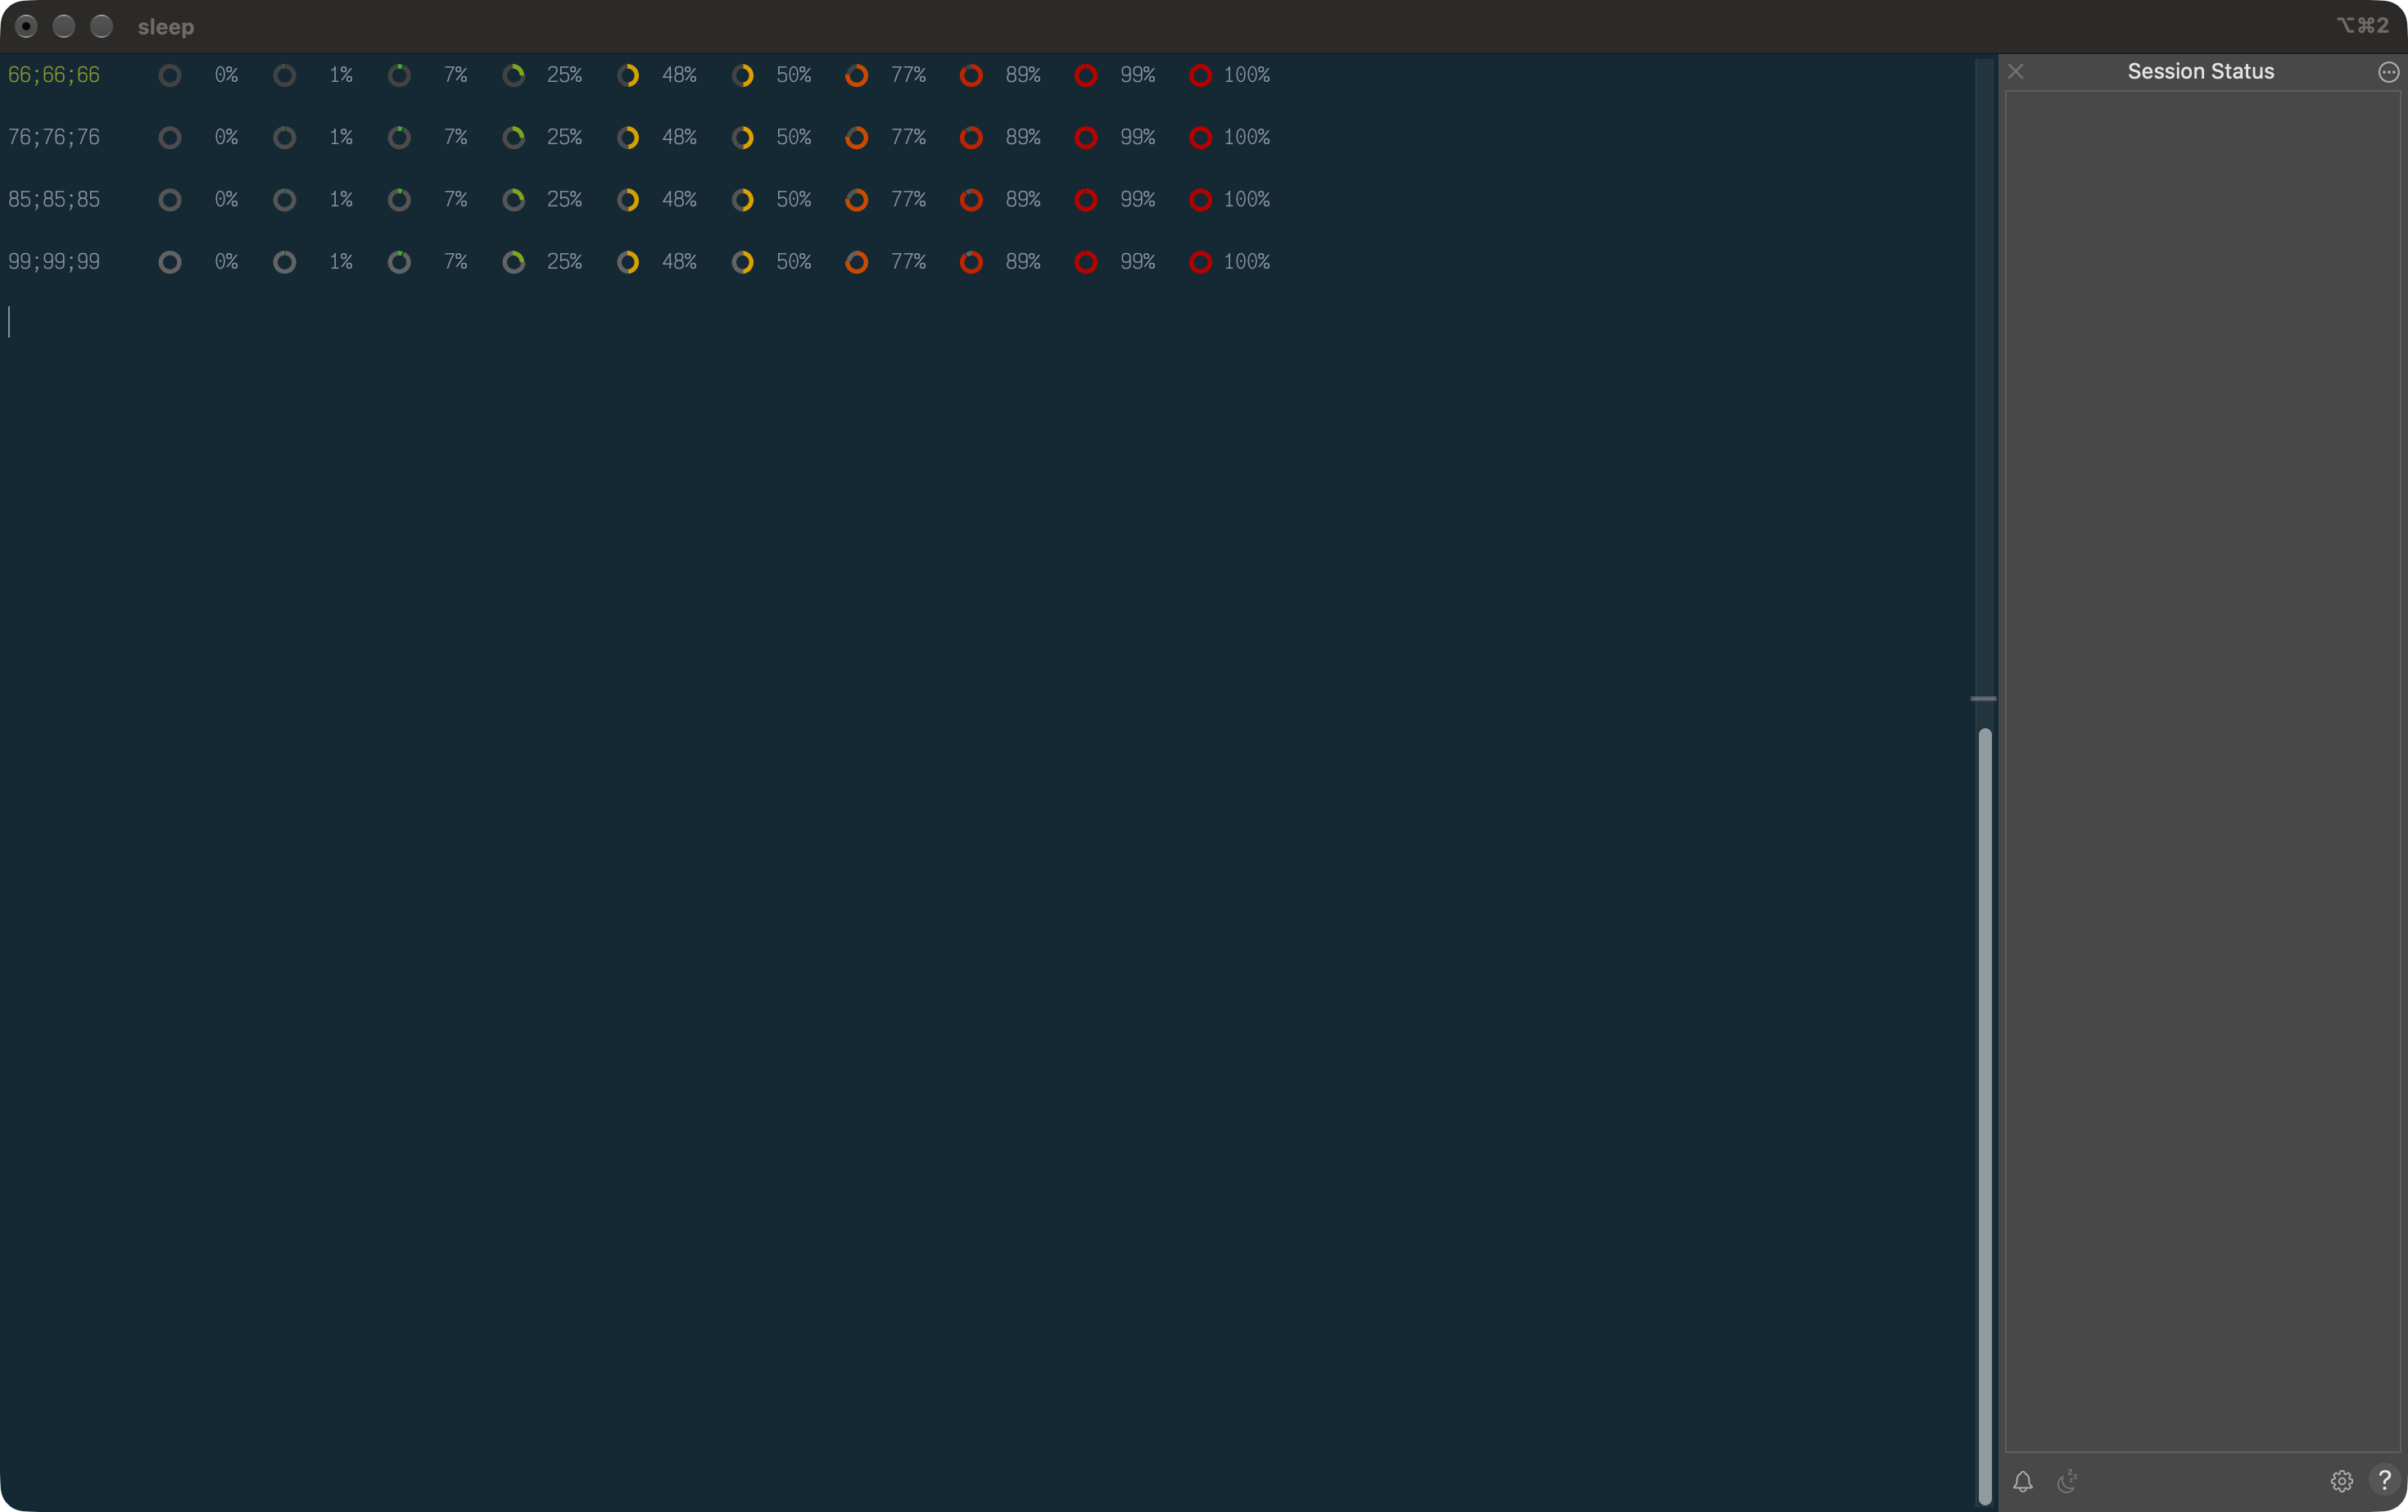 sleep ⌥⌘2
Session Status
66;66;66 0% 1% 7% 25% 48% 50% 77% 89% 99% 100%
76;76;76 0% 1% 7% 25% 48% 50% 77% 89% 99% 100%
85;85;85 0% 1% 7% 25% 48% 50% 77% 89% 99% 100%
99;99;99 0% 1% 7% 25% 48% 50% 77% 89% 99% 100%
?